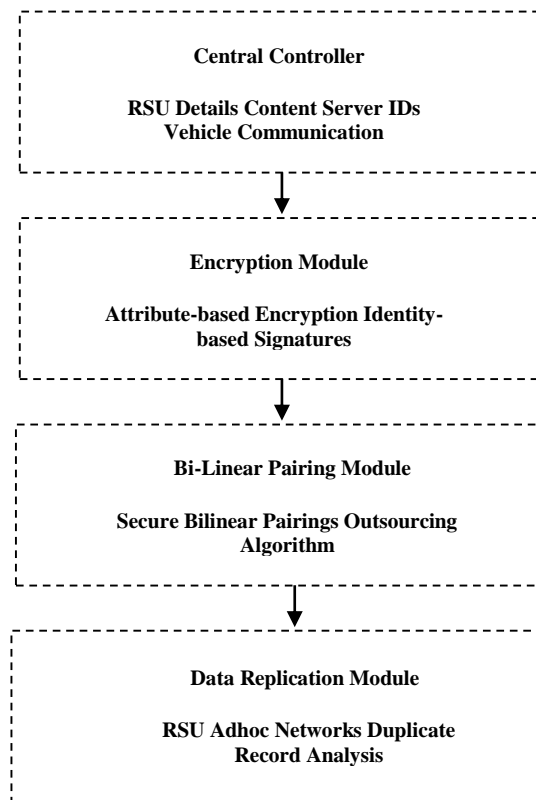 Central Controller
RSU Details Content Server IDs
Vehicle Communication
Encryption Module
Attribute-based Encryption Identity-
based Signatures
Bi-Linear Pairing Module
Secure Bilinear Pairings Outsourcing
Algorithm
Data Replication Module
RSU Adhoc Networks Duplicate
Record Analysis